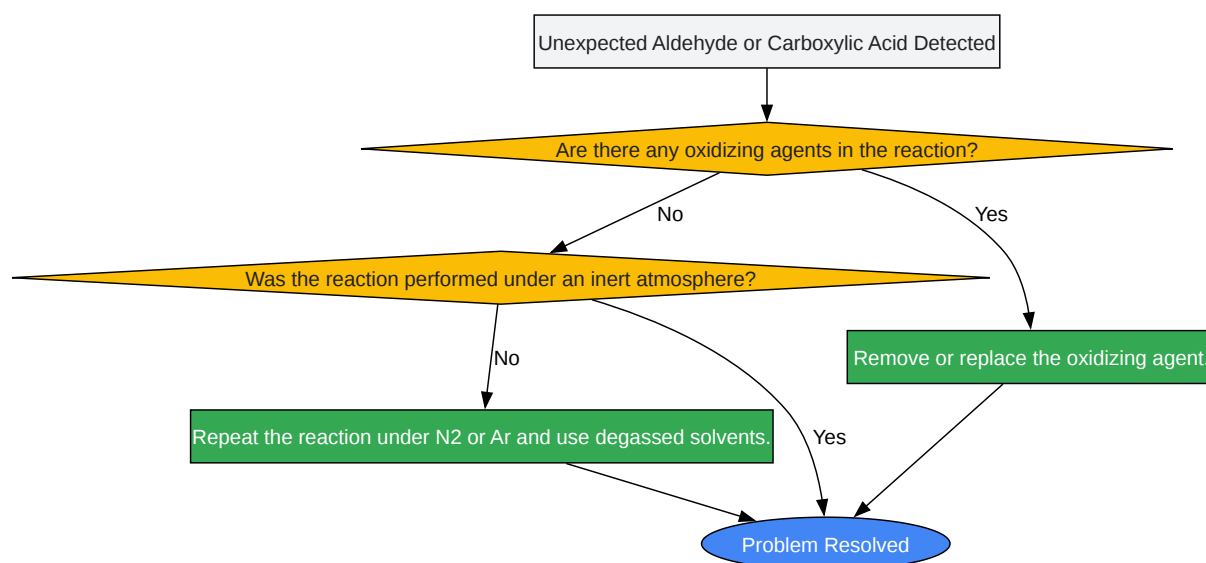 Unexpected Aldehyde or Carboxylic Acid Detected
Are there any oxidizing agents in the reaction?
No
Yes
Was the reaction performed under an inert atmosphere?
No
Remove or replace the oxidizing agent.
Repeat the reaction under N2 or Ar and use degassed solvents.
Yes
Problem Resolved